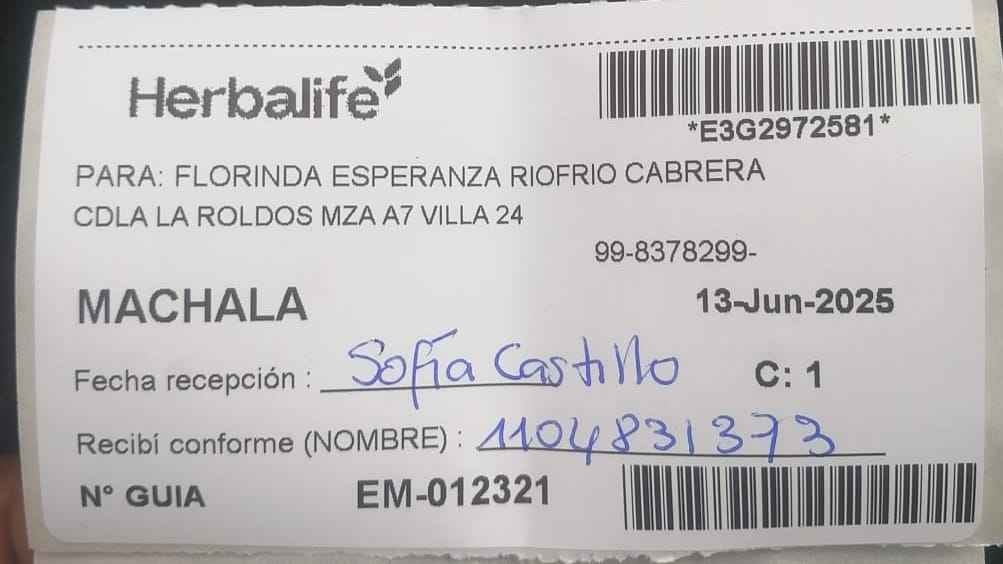 Herbalife
*E3G2972581*
PARA: FLORINDA ESPERANZA RIOFRIO CABRERA
CDLA LA ROLDOS MZA A7 VILLA 24
99-8378299-
MACHALA 13-Jun-2025
Fecha recepción : Sofía Castillo C: 1
Recibí conforme (NOMBRE) : 1104831373
N° GUIA EM-012321